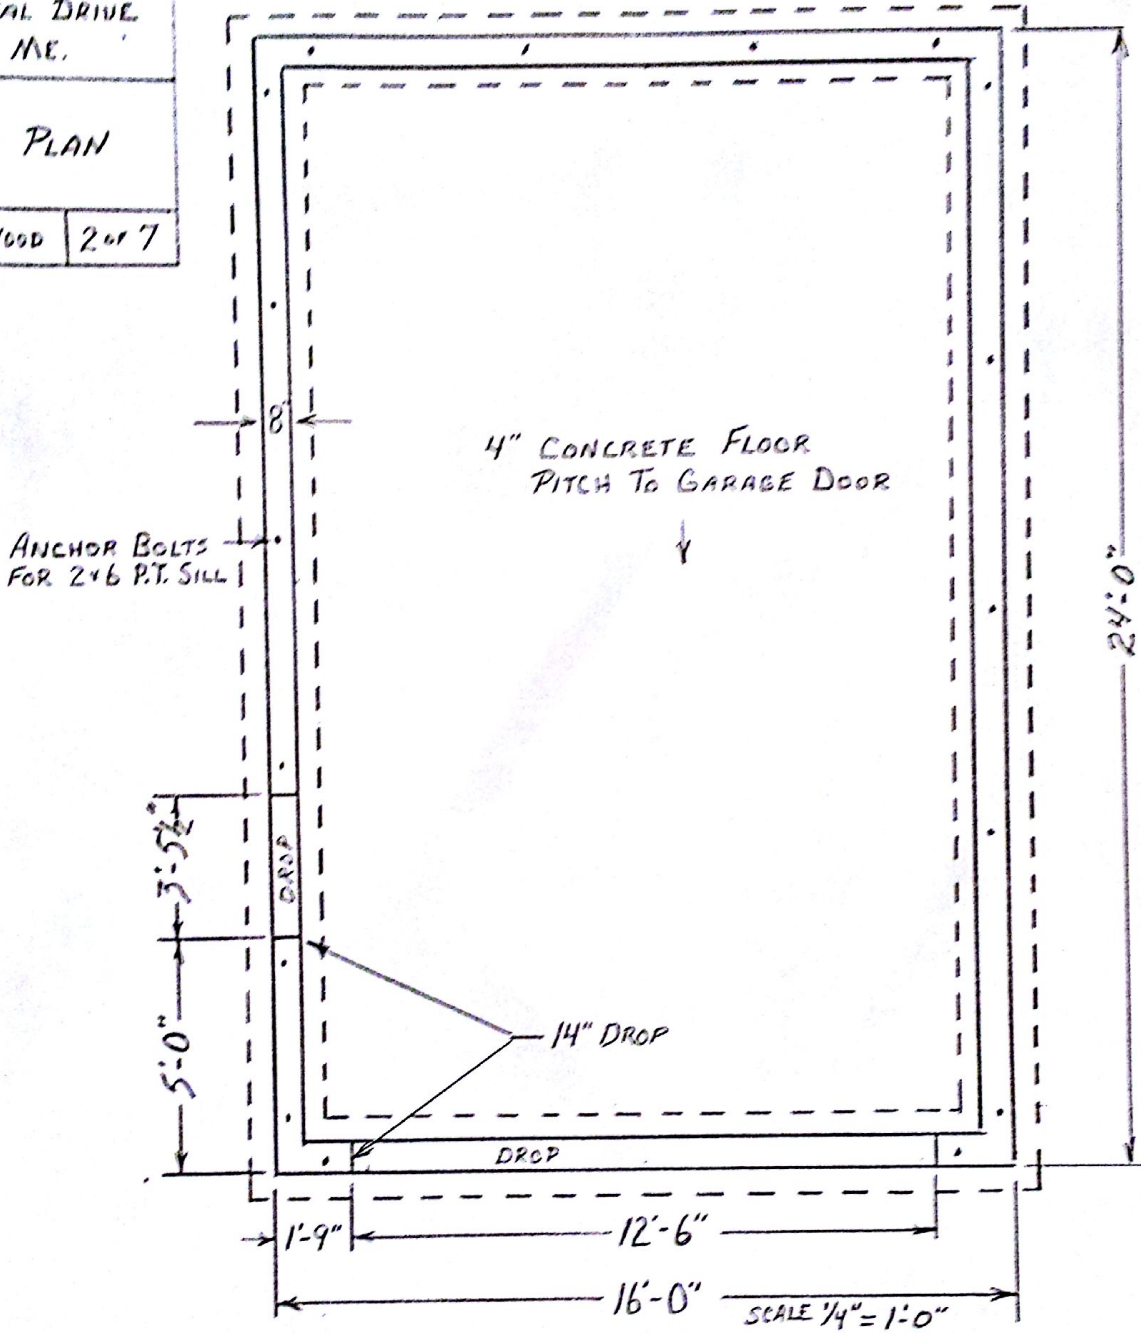 DRIVE
ME.
PLAN
2 OF 7
8"
4" CONCRETE FLOOR
PITCH TO GARAGE DOOR
ANCHOR BOLTS
FOR 2x6 P.T. SILL
24'-0"
3'-5½"
DROP
5'-0"
14" DROP
DROP
1'-9"
12'-6"
16'-0"
SCALE 1/4" = 1'-0"